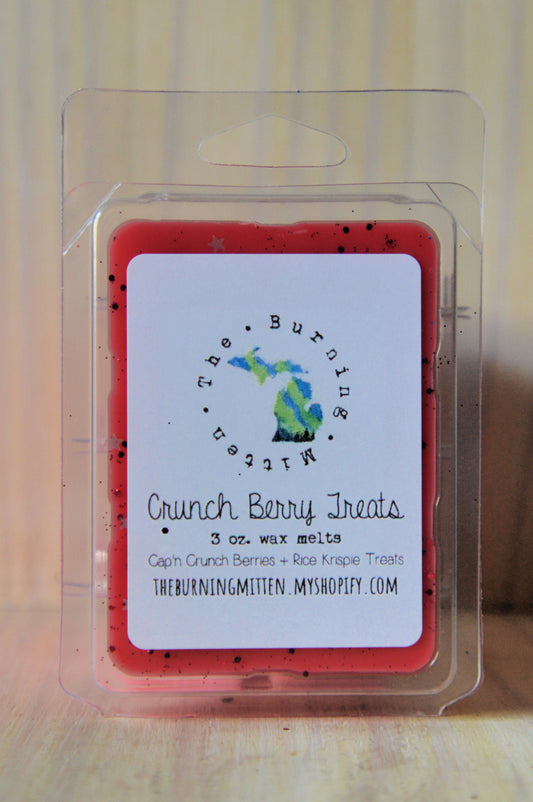 The • Burning • Mitten •
Crunch Berry Treats
3 oz. wax melts
Cap'n Crunch Berries + Rice Krispie Treats
THEBURNINGMITTEN.MYSHOPIFY.COM